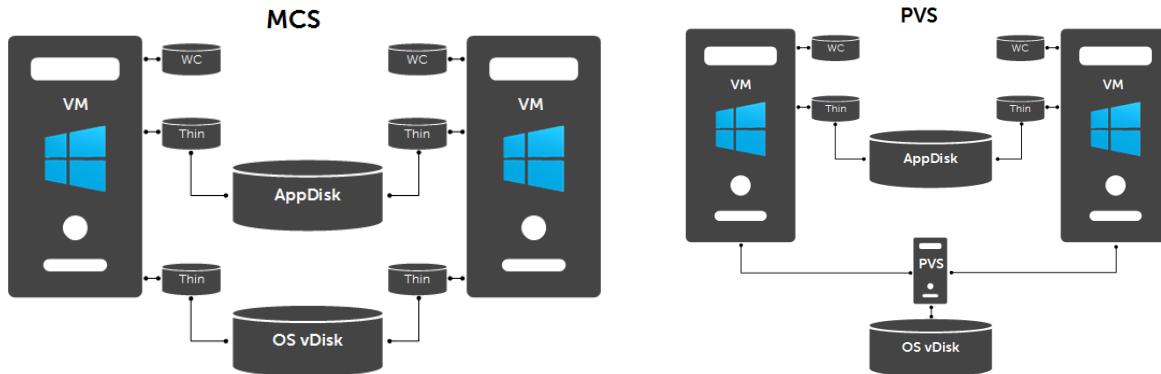 MCS
WC
WC
VM
VM
Thin
Thin
AppDisk
Thin
Thin
OS vDisk
PVS
WC
WC
VM
VM
Thin
Thin
AppDisk
PVS
OS vDisk